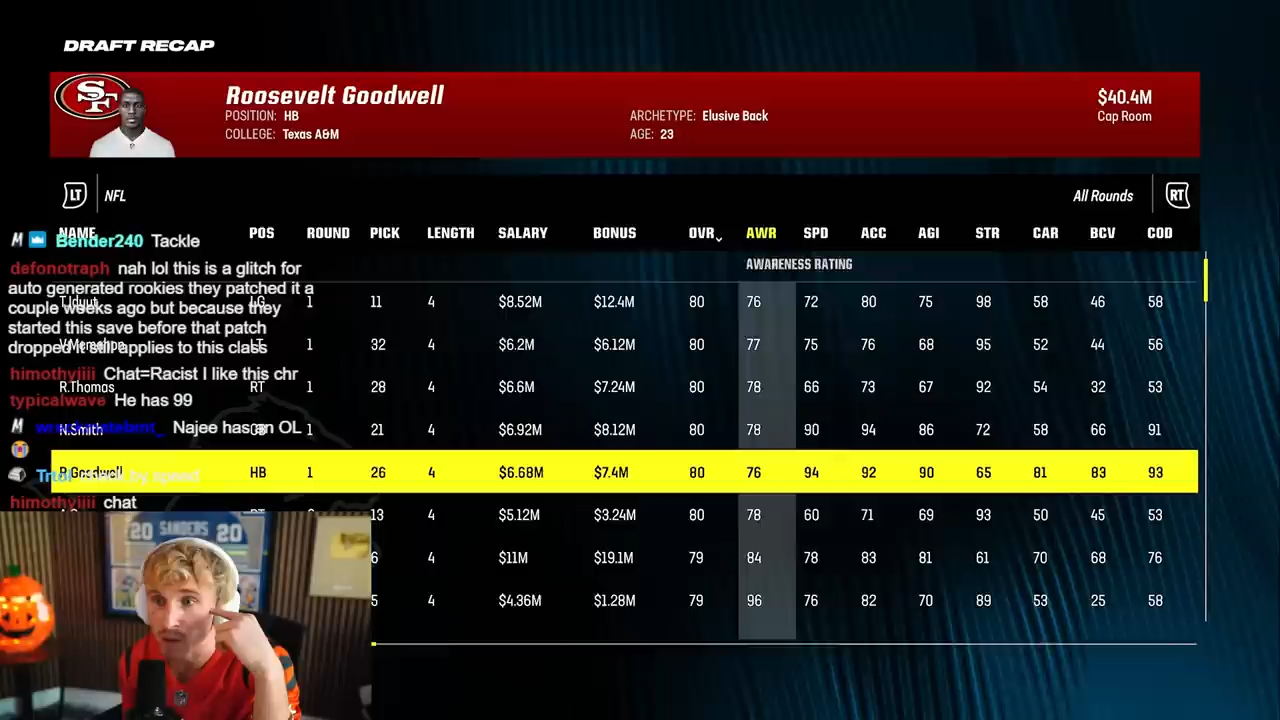 DRAFT RECAP
SF
Roosevelt Goodwell
POSITION: HB
COLLEGE: Texas A&M
ARCHETYPE: Elusive Back
AGE: 23
$40.4M
Cap Room
LT NFL
All Rounds RT
NAME POS ROUND PICK LENGTH SALARY BONUS OVR AWR SPD ACC AGI STR CAR BCV COD
AWARENESS RATING
Bender240 Tackle
defonotraph nah lol this is a glitch for
auto generated rookies they patched it a
couple weeks ago but because they
started this save before that patch
dropped it still applies to this class
himothyiiii Chat=Racist I like this chr
typicalwave He has 99
Najee has an OL
himothyiiii chat
LG 1 11 4 $8.52M $12.4M 80 76 72 80 75 98 58 46 58
LT 1 32 4 $6.2M $6.12M 80 77 75 76 68 95 52 44 56
R.Thomas RT 1 28 4 $6.6M $7.24M 80 78 66 73 67 92 54 32 53
N.Smith CB 1 21 4 $6.92M $8.12M 80 78 90 94 86 72 58 66 91
R.Goodwell HB 1 26 4 $6.68M $7.4M 80 76 94 92 90 65 81 83 93
13 4 $5.12M $3.24M 80 78 60 71 69 93 50 45 53
6 4 $11M $19.1M 79 84 78 83 81 61 70 68 76
5 4 $4.36M $1.28M 79 96 76 82 70 89 53 25 58
20 SANDERS 20